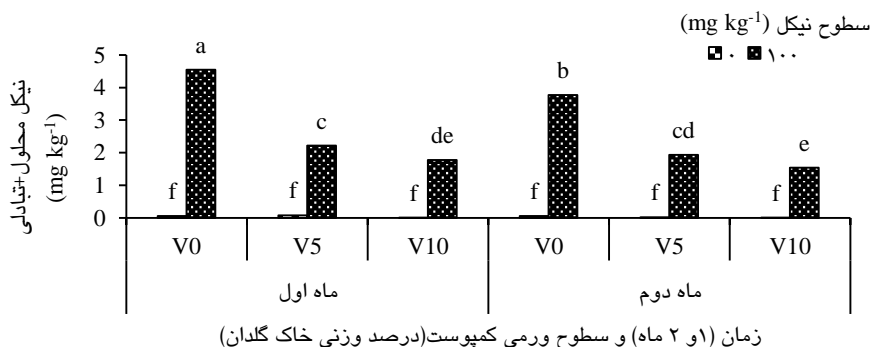 سطوح نیکل (mg kg-1)
۰ ۱۰۰
نیکل محلول+تبادلی
(mg kg-1)
5
4
3
2
1
0
a
f
c
f
de
f
b
f
cd
f
e
f
V0 V5 V10 V0 V5 V10
ماه اول ماه دوم
زمان (۱و ۲ ماه) و سطوح ورمی کمپوست(درصد وزنی خاک گلدان)